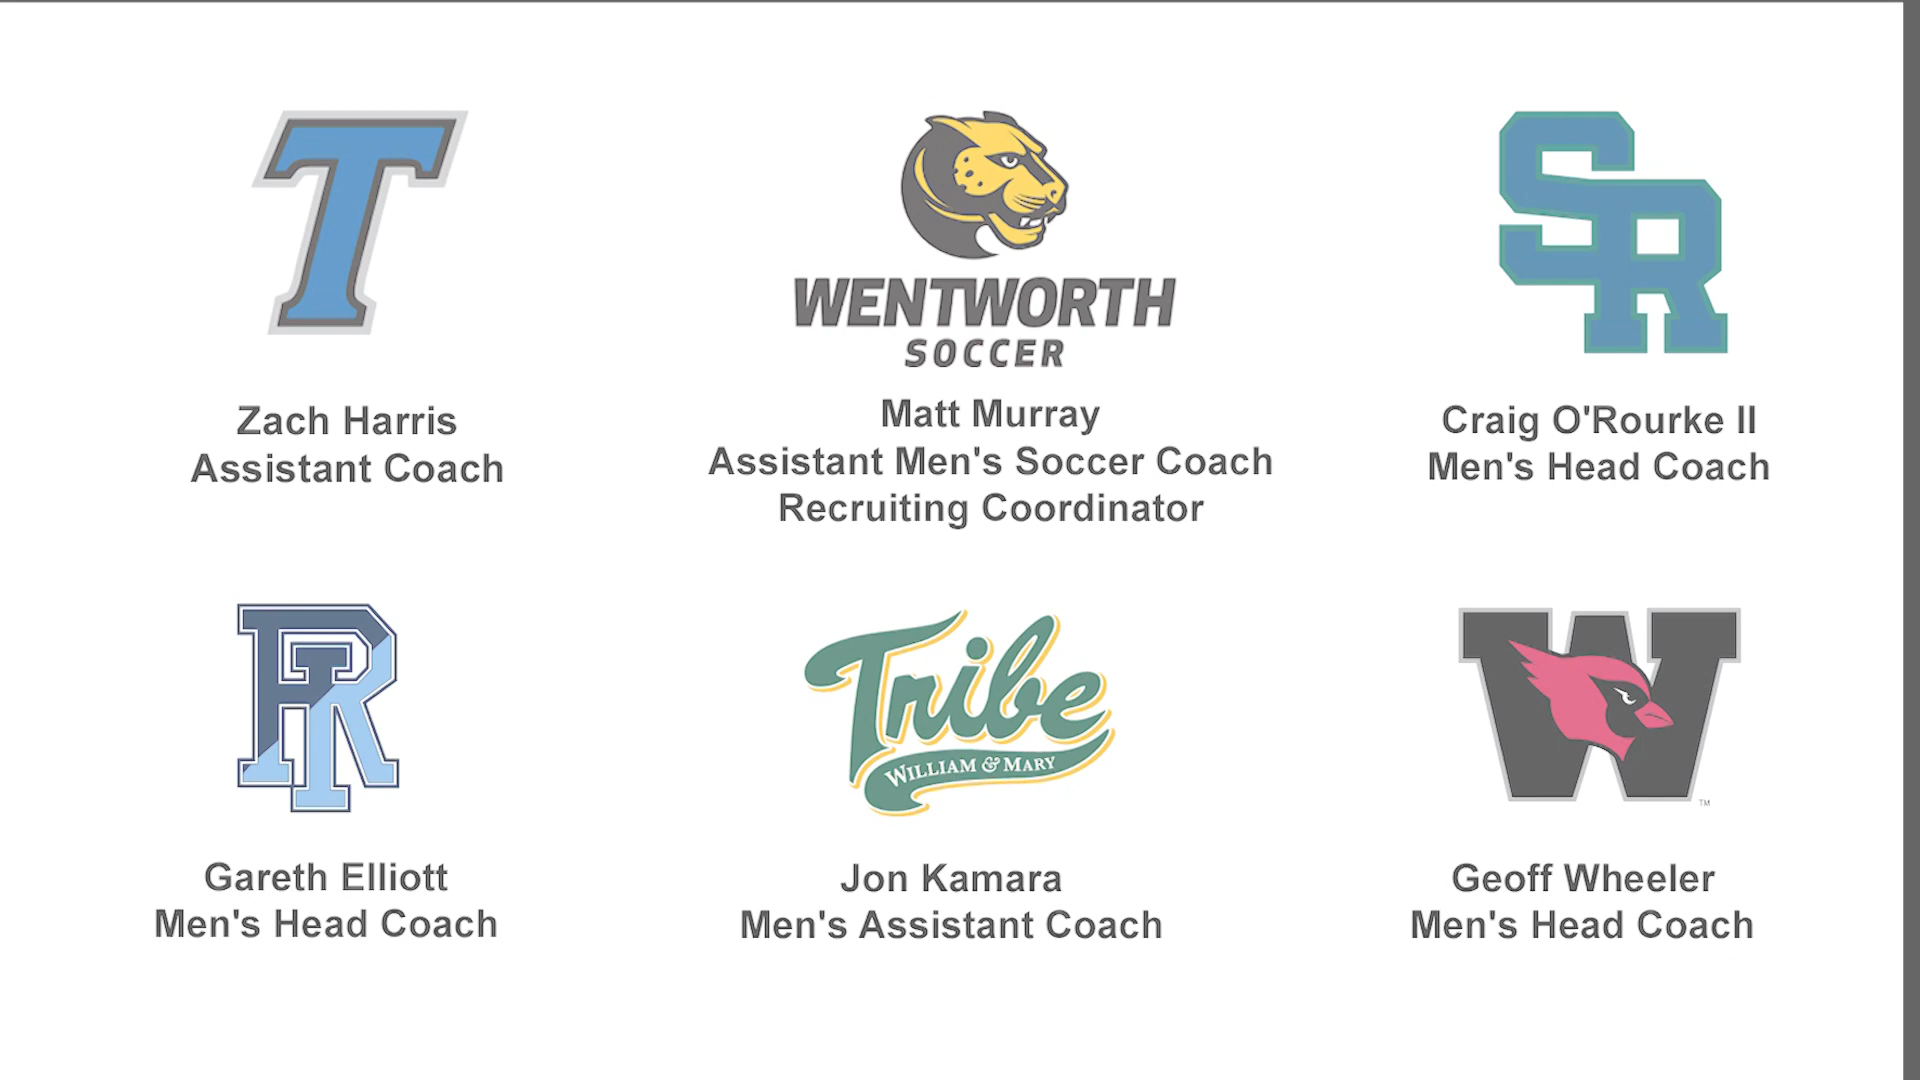 T
WENTWORTH
SOCCER
SR
Zach Harris
Assistant Coach
Matt Murray
Assistant Men's Soccer Coach
Recruiting Coordinator
Craig O'Rourke II
Men's Head Coach
RI
Tribe
WILLIAM & MARY
W
TM
Gareth Elliott
Men's Head Coach
Jon Kamara
Men's Assistant Coach
Geoff Wheeler
Men's Head Coach